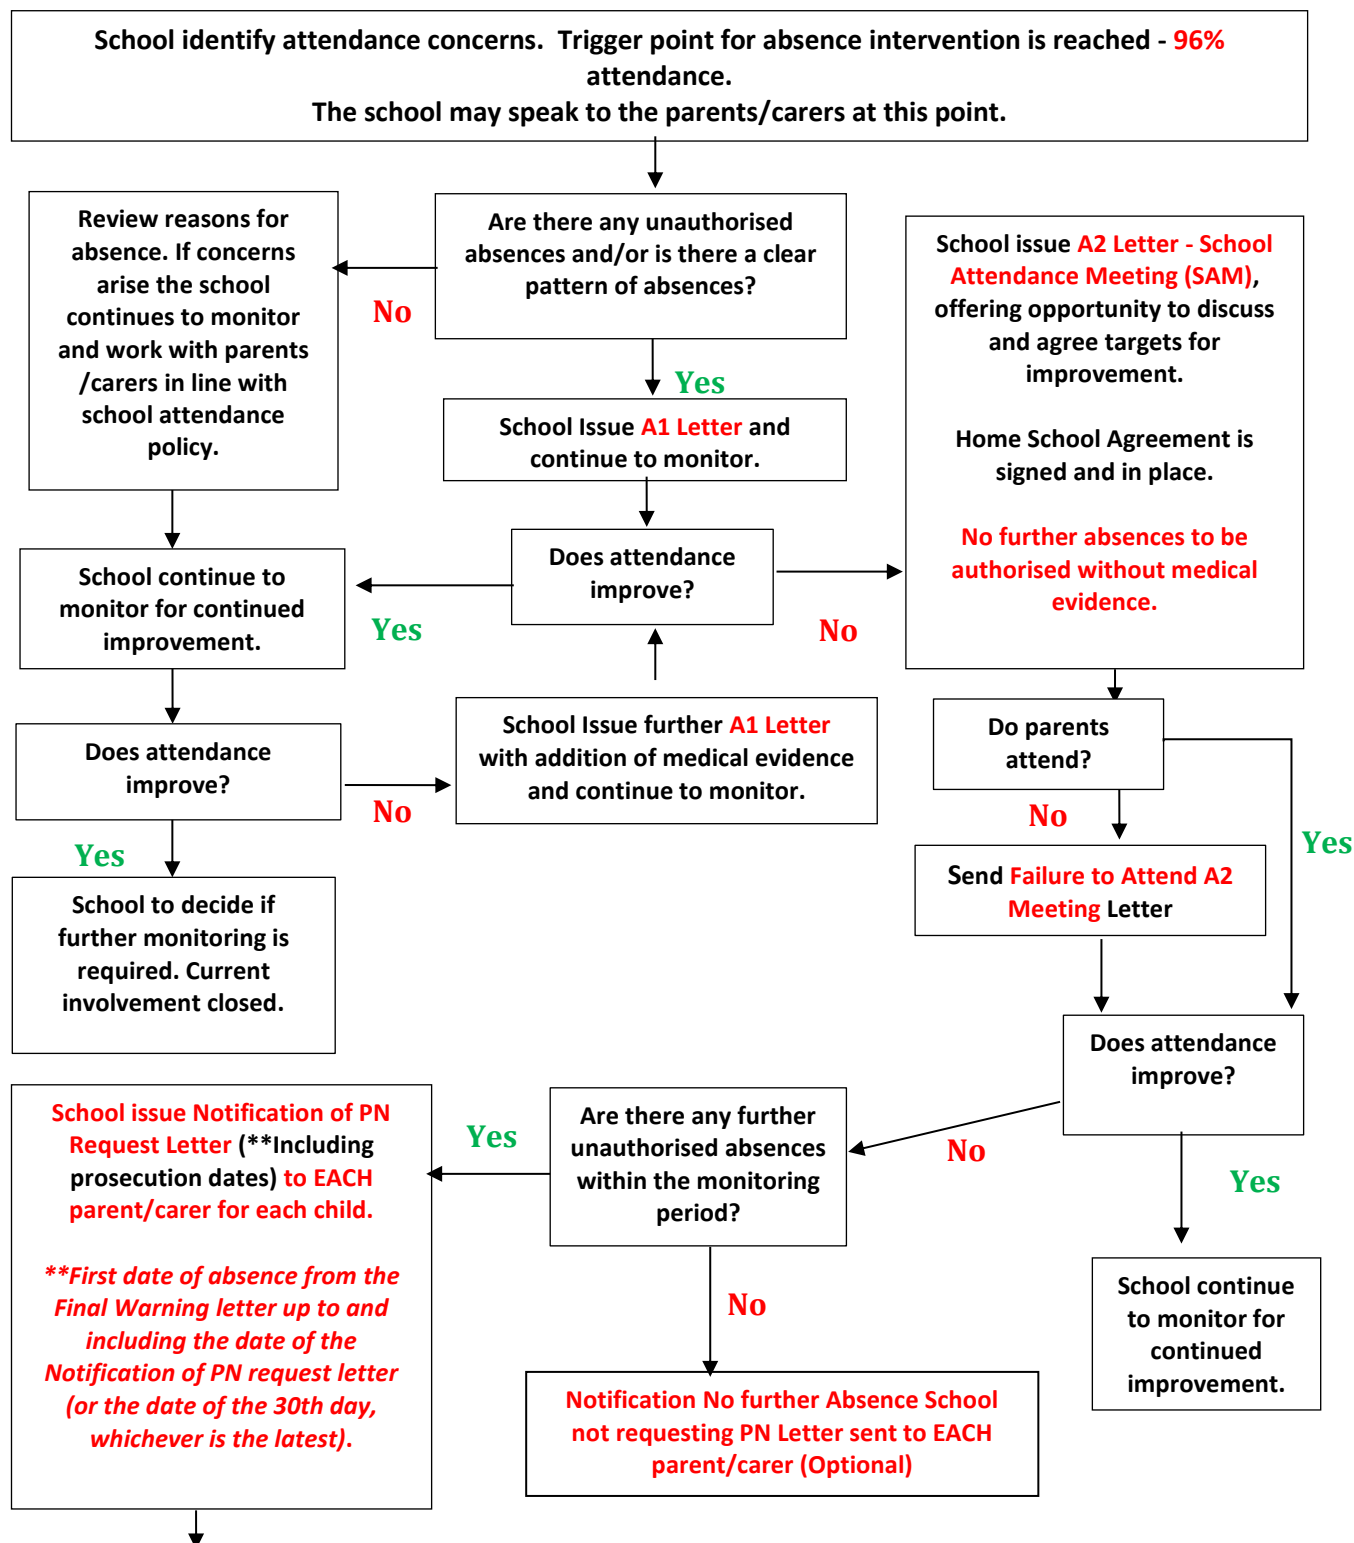 School identify attendance concerns.  Trigger point for absence intervention is reached - 96%
attendance.
The school may speak to the parents/carers at this point.
Are there any unauthorised
absences and/or is there a clear
pattern of absences?
No
Review reasons for
absence. If concerns
arise the school
continues to monitor
and work with parents
/carers in line with
school attendance
policy.
Yes
School Issue A1 Letter and
continue to monitor.
School issue A2 Letter - School
Attendance Meeting (SAM),
offering opportunity to discuss
and agree targets for
improvement.
Home School Agreement is
signed and in place.
No further absences to be
authorised without medical
evidence.
Does attendance
improve?
Yes
No
School continue to
monitor for continued
improvement.
Does attendance
improve?
No
School Issue further A1 Letter
with addition of medical evidence
and continue to monitor.
Yes
School to decide if
further monitoring is
required. Current
involvement closed.
Do parents
attend?
No
Yes
Send Failure to Attend A2
Meeting Letter
Does attendance
improve?
No
Yes
School continue
to monitor for
continued
improvement.
Are there any further
unauthorised absences
within the monitoring
period?
Yes
No
School issue Notification of PN
Request Letter (**Including
prosecution dates) to EACH
parent/carer for each child.
**First date of absence from the
Final Warning letter up to and
including the date of the
Notification of PN request letter
(or the date of the 30th day,
whichever is the latest).
Notification No further Absence School
not requesting PN Letter sent to EACH
parent/carer (Optional)